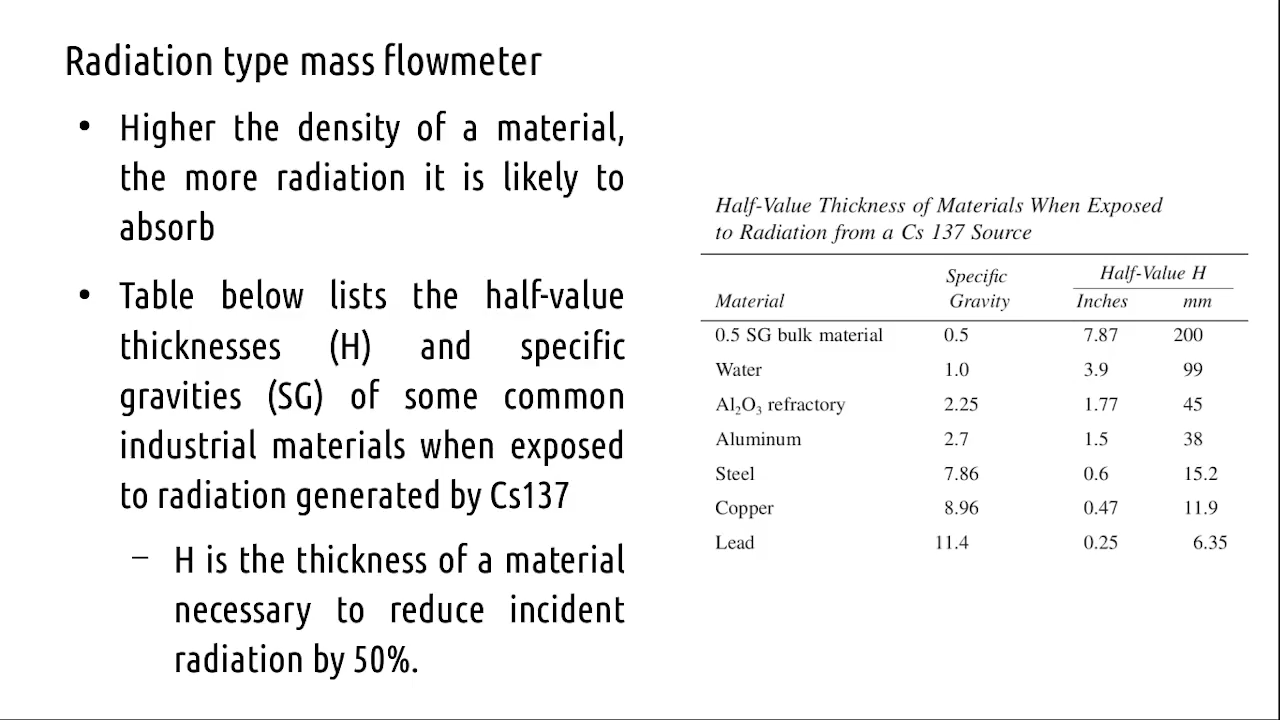 Radiation type mass flowmeter
• Higher the density of a material,
the more radiation it is likely to
absorb
• Table below lists the half-value
thicknesses (H) and specific
gravities (SG) of some common
industrial materials when exposed
to radiation generated by Cs137
– H is the thickness of a material
necessary to reduce incident
radiation by 50%.
Half-Value Thickness of Materials When Exposed
to Radiation from a Cs 137 Source
Specific Half-Value H
Material Gravity Inches mm
0.5 SG bulk material 0.5 7.87 200
Water 1.0 3.9 99
Al₂O₃ refractory 2.25 1.77 45
Aluminum 2.7 1.5 38
Steel 7.86 0.6 15.2
Copper 8.96 0.47 11.9
Lead 11.4 0.25 6.35